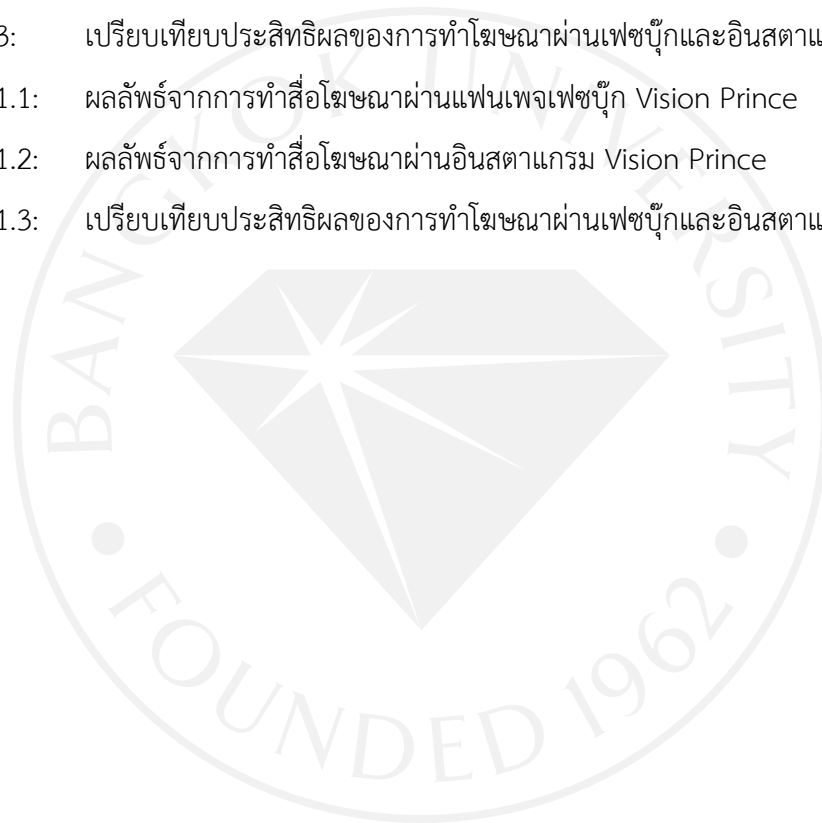 3: เปรียบเทียบประสิทธิผลของการทำโฆษณาผ่านเฟซบุ๊กและอินสตาแ
1.1: ผลลัพธ์จากการทำสื่อโฆษณาผ่านแฟนเพจเฟซบุ๊ก Vision Prince
1.2: ผลลัพธ์จากการทำสื่อโฆษณาผ่านอินสตาแกรม Vision Prince
1.3: เปรียบเทียบประสิทธิผลของการทำโฆษณาผ่านเฟซบุ๊กและอินสตาแ
BANGKOK UNIVERSITY
• FOUNDED 1962 •